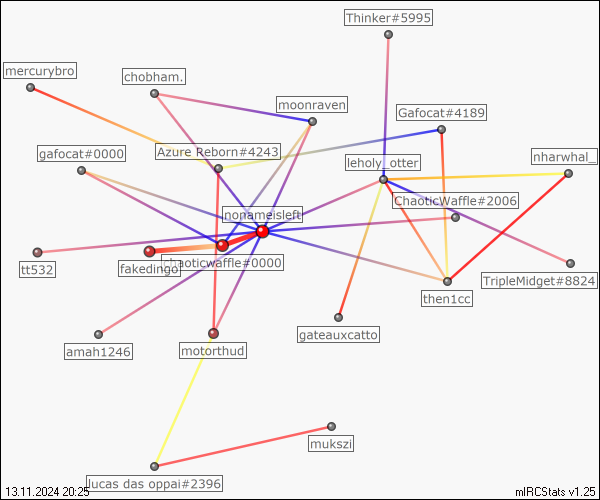 Thinker#5995
mercurybro
chobham.
moonraven
Gafocat#4189
gafocat#0000
Azure Reborn#4243
leholy_otter
nharwhal_
ChaoticWaffle#2006
nonameisleft
tt532
fakedingo
chaoticwaffle#0000
TripleMidget#8824
then1cc
amah1246
motorthud
gateauxcatto
mukszi
lucas das oppai#2396
13.11.2024 20:25
mIRCStats v1.25